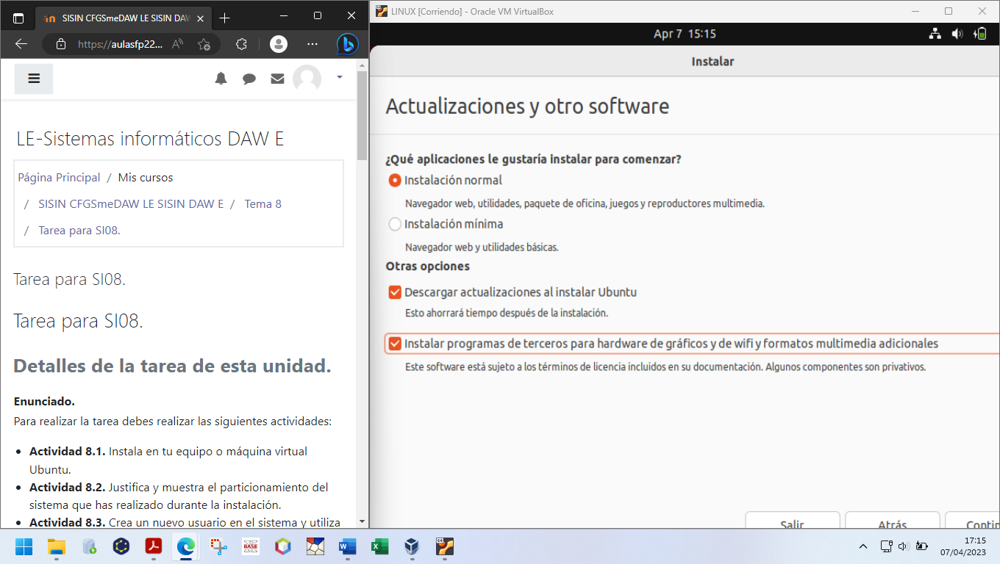 SISIN CFGSmeDAW LE SISIN DAW
https://aulasfp22...
LE-Sistemas informáticos DAW E
Página Principal / Mis cursos
/ SISIN CFGSmeDAW LE SISIN DAW E / Tema 8
/ Tarea para SI08.
Tarea para SI08.
Tarea para SI08.
Detalles de la tarea de esta unidad.
Enunciado.
Para realizar la tarea debes realizar las siguientes actividades:
Actividad 8.1. Instala en tu equipo o máquina virtual
Ubuntu.
Actividad 8.2. Justifica y muestra el particionamiento del
sistema que has realizado durante la instalación.
Actividad 8.3. Crea un nuevo usuario en el sistema y utiliza
LINUX [Corriendo] - Oracle VM VirtualBox
Apr 7 15:15
Instalar
Actualizaciones y otro software
¿Qué aplicaciones le gustaría instalar para comenzar?
Instalación normal
Navegador web, utilidades, paquete de oficina, juegos y reproductores multimedia.
Instalación mínima
Navegador web y utilidades básicas.
Otras opciones
Descargar actualizaciones al instalar Ubuntu
Esto ahorrará tiempo después de la instalación.
Instalar programas de terceros para hardware de gráficos y de wifi y formatos multimedia adicionales
Este software está sujeto a los términos de licencia incluidos en su documentación. Algunos componentes son privativos.
Salir Atrás Contin
BASE
64
17:15
07/04/2023